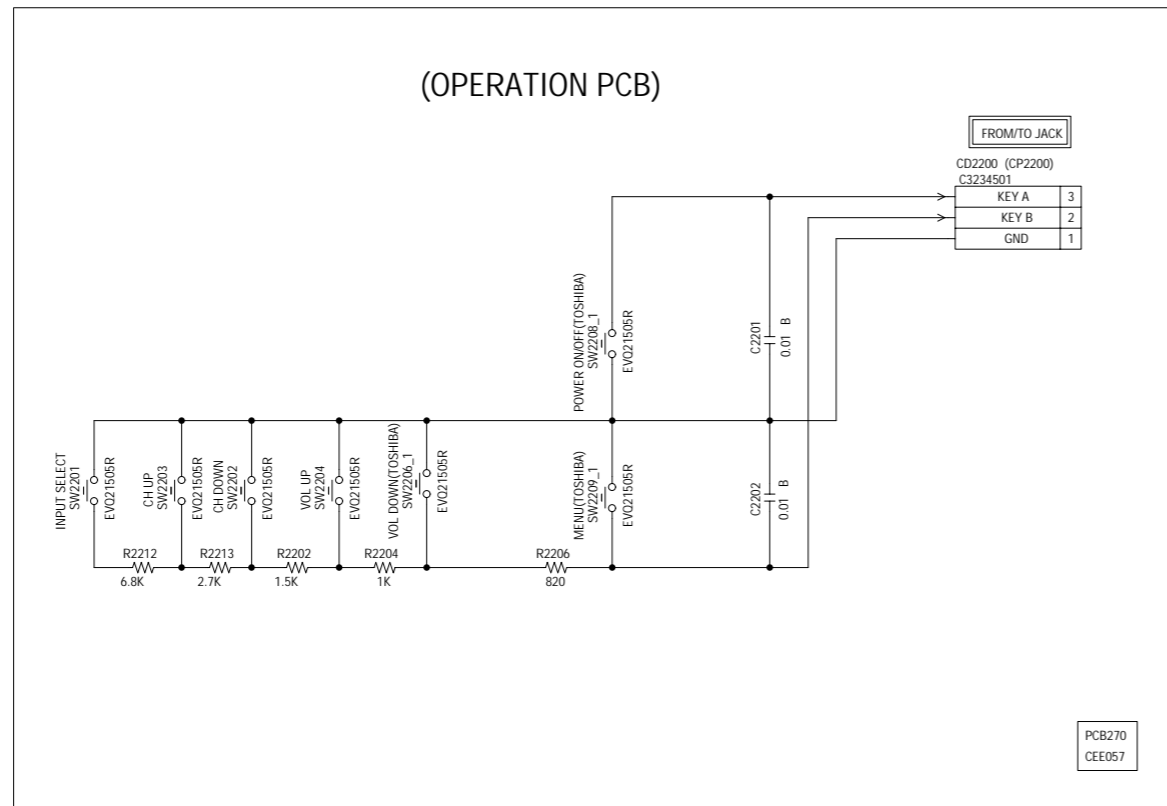 (OPERATION PCB)
FROM/TO JACK
CD2200 (CP2200)
C3234501
KEY A 3
KEY B 2
GND 1
POWER ON/OFF(TOSHIBA)
SW2208_1
EVQ21505R
C2201
0.01 B
INPUT SELECT
SW2201
EVQ21505R
CH UP
SW2203
EVQ21505R
CH DOWN
SW2202
EVQ21505R
VOL UP
SW2204
EVQ21505R
VOL DOWN(TOSHIBA)
SW2206_1
EVQ21505R
MENU(TOSHIBA)
SW2209_1
EVQ21505R
C2202
0.01 B
R2212
6.8K
R2213
2.7K
R2202
1.5K
R2204
1K
R2206
820
PCB270
CEE057